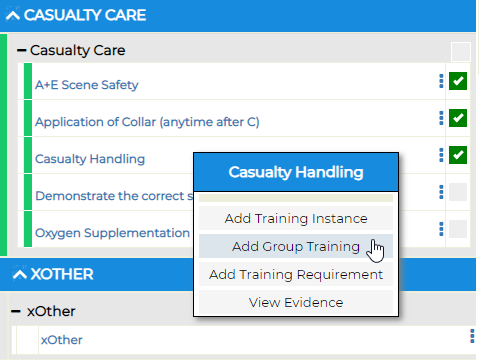 CASUALTY CARE
Casualty Care
A+E Scene Safety
Application of Collar (anytime after C)
Casualty Handling
Demonstrate the correct s
Oxygen Supplementation
Casualty Handling
Add Training Instance
Add Group Training
Add Training Requirement
View Evidence
XOTHER
xOther
xOther